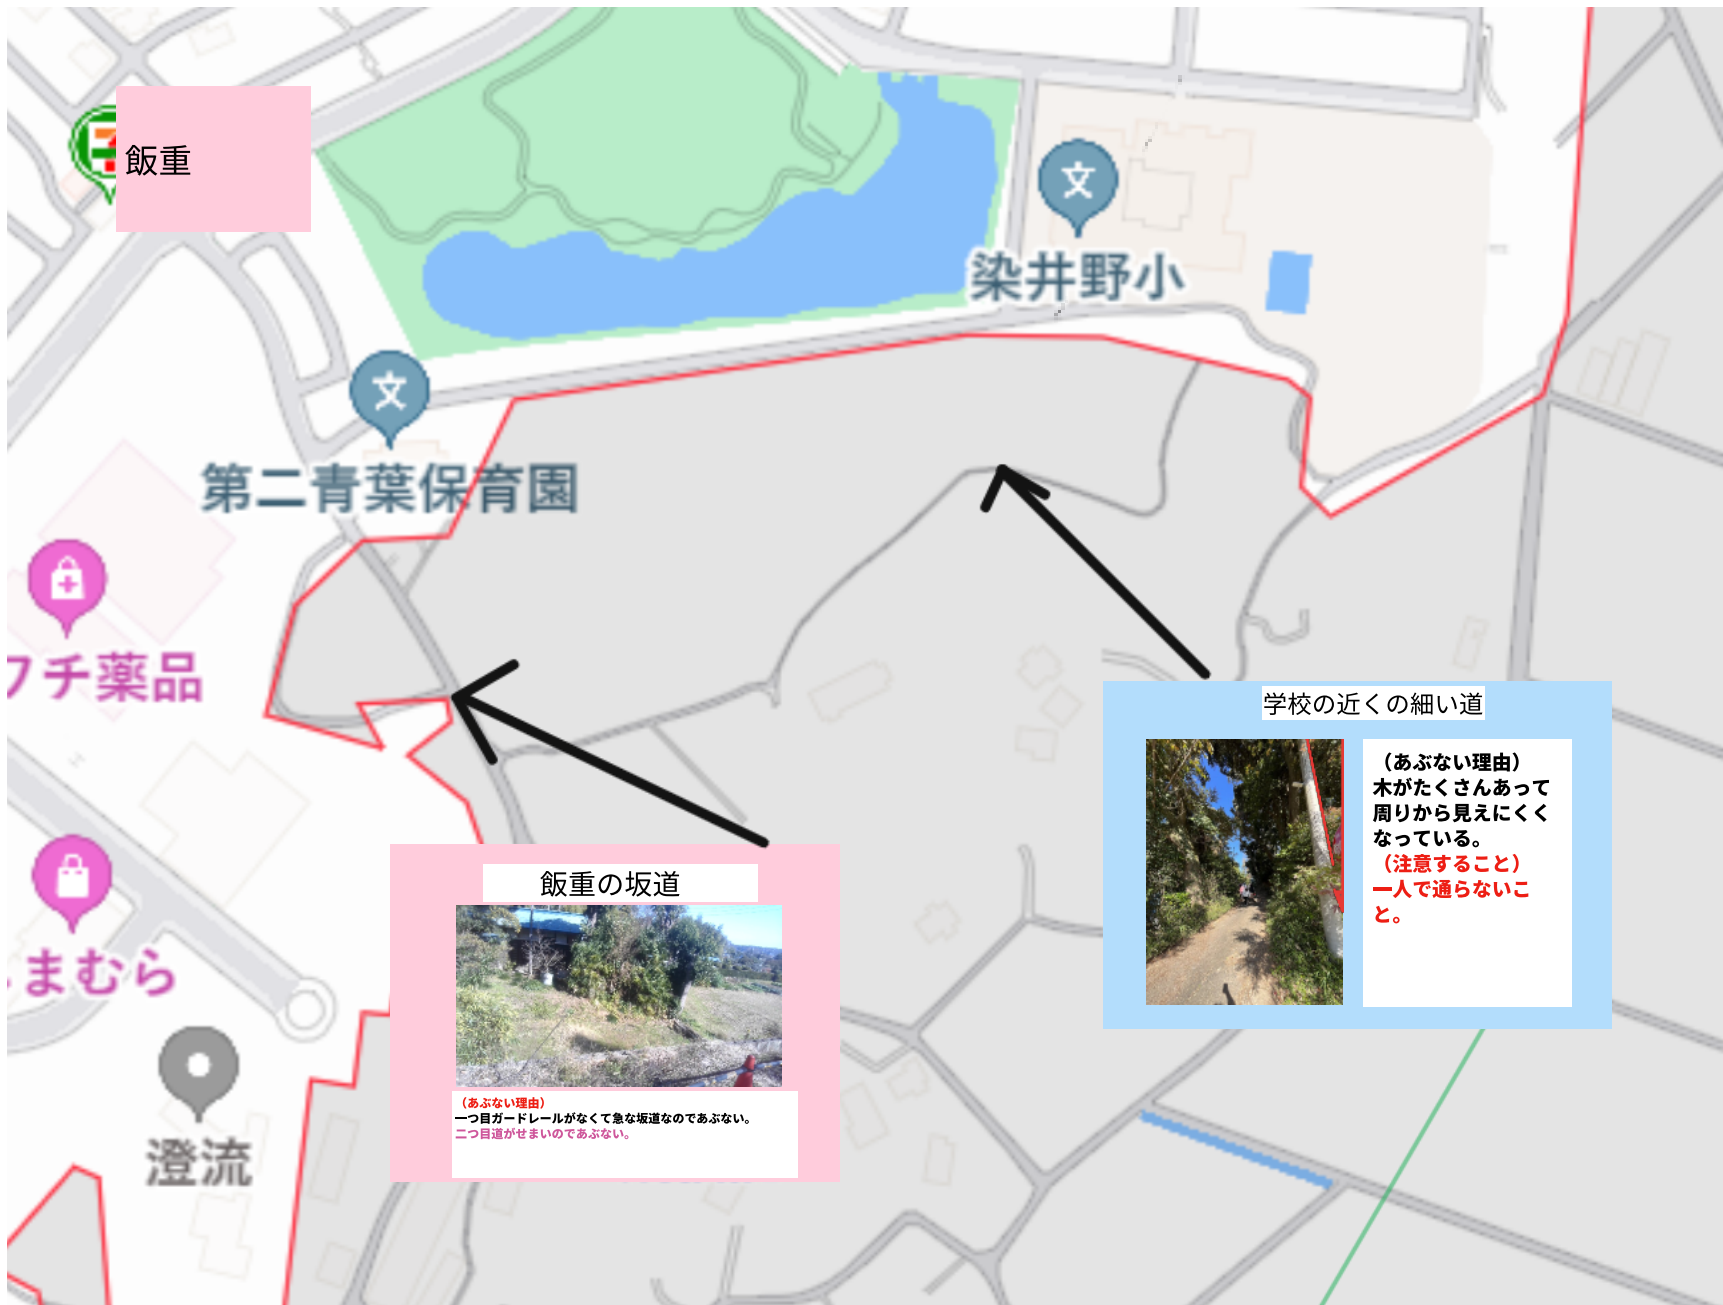 飯重
染井野小
第二青葉保育園
フチ薬品
まむら
澄流
学校の近くの細い道
（あぶない理由）
木がたくさんあって
周りから見えにくく
なっている。
（注意すること）
一人で通らないこ
と。
飯重の坂道
（あぶない理由）
一つ目ガードレールがなくて急な坂道なのであぶない。
二つ目道がせまいのであぶない。